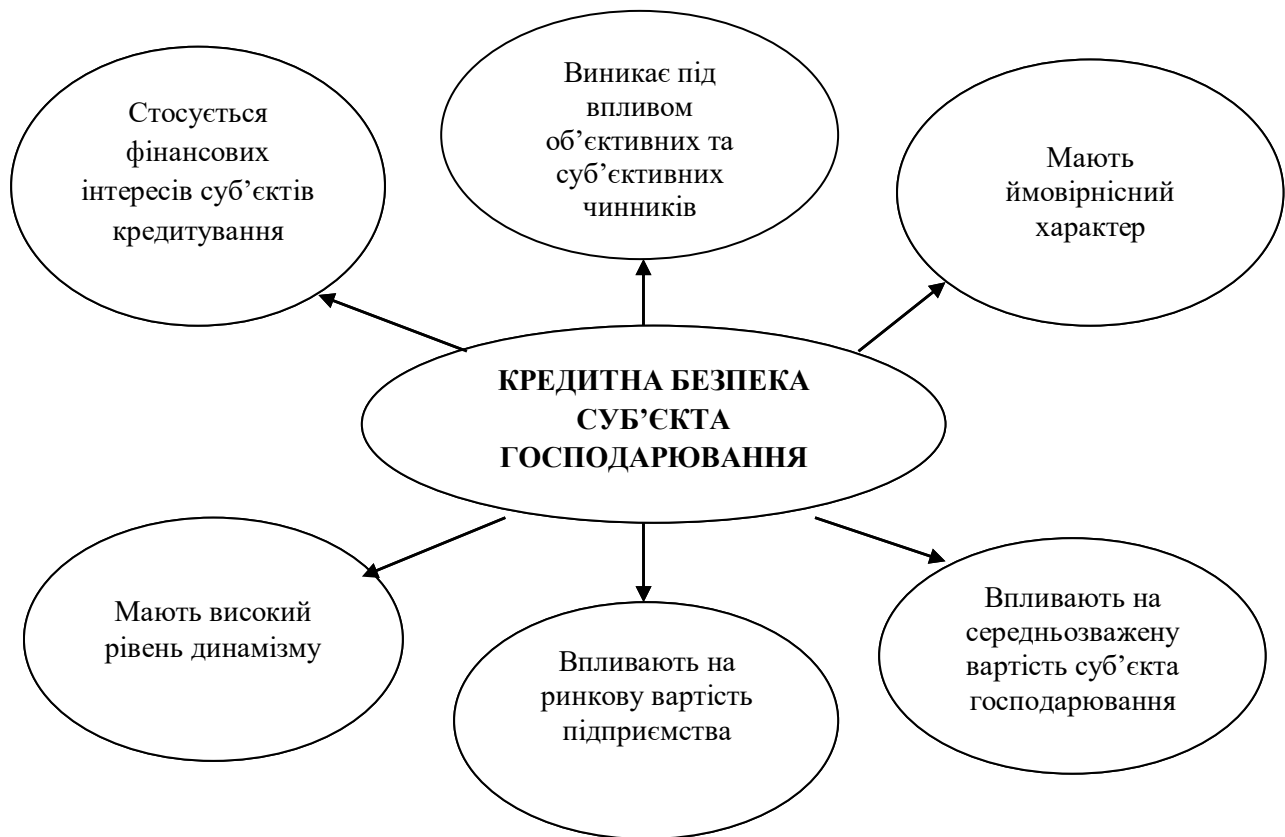 Стосується
фінансових
інтересів суб’єктів
кредитування
Виникає під
впливом
об’єктивних та
суб’єктивних
чинників
Мають
ймовірнісний
характер
КРЕДИТНА БЕЗПЕКА
СУБ’ЄКТА
ГОСПОДАРЮВАННЯ
Мають високий
рівень динамізму
Впливають на
ринкову вартість
підприємства
Впливають на
середньозважену
вартість суб’єкта
господарювання